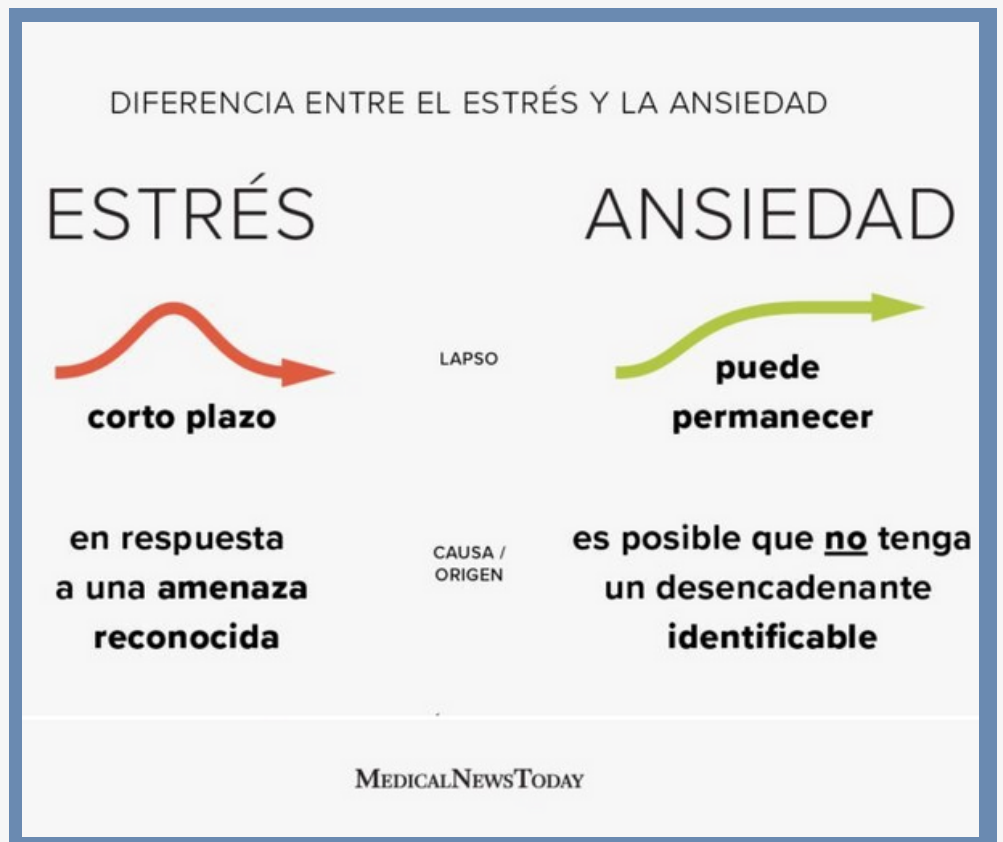 DIFERENCIA ENTRE EL ESTRÉS Y LA ANSIEDAD
ESTRÉS
ANSIEDAD
LAPSO
corto plazo
puede
permanecer
en respuesta
a una amenaza
reconocida
CAUSA /
ORIGEN
es posible que no tenga
un desencadenante
identificable
MEDICALNEWSTODAY